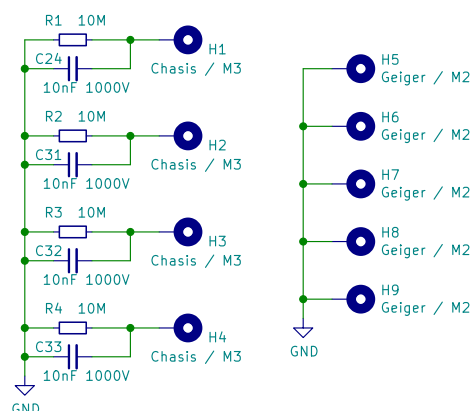 R1 10M
C24
10nF 1000V
H1
Chasis / M3
R2 10M
C31
10nF 1000V
H2
Chasis / M3
R3 10M
C32
10nF 1000V
H3
Chasis / M3
R4 10M
C33
10nF 1000V
H4
Chasis / M3
GND
H5
Geiger / M2
H6
Geiger / M2
H7
Geiger / M2
H8
Geiger / M2
H9
Geiger / M2
GND